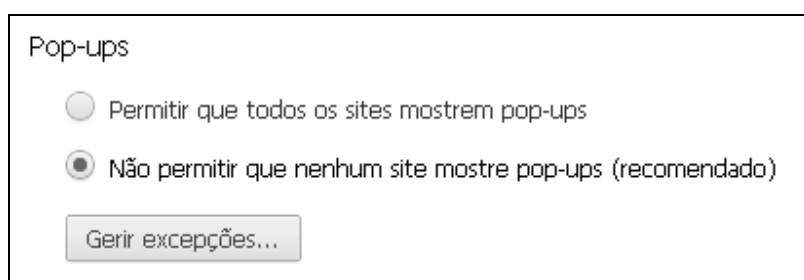 Pop-ups
Permitir que todos os sites mostrem pop-ups
Não permitir que nenhum site mostre pop-ups (recomendado)
Gerir excepções...